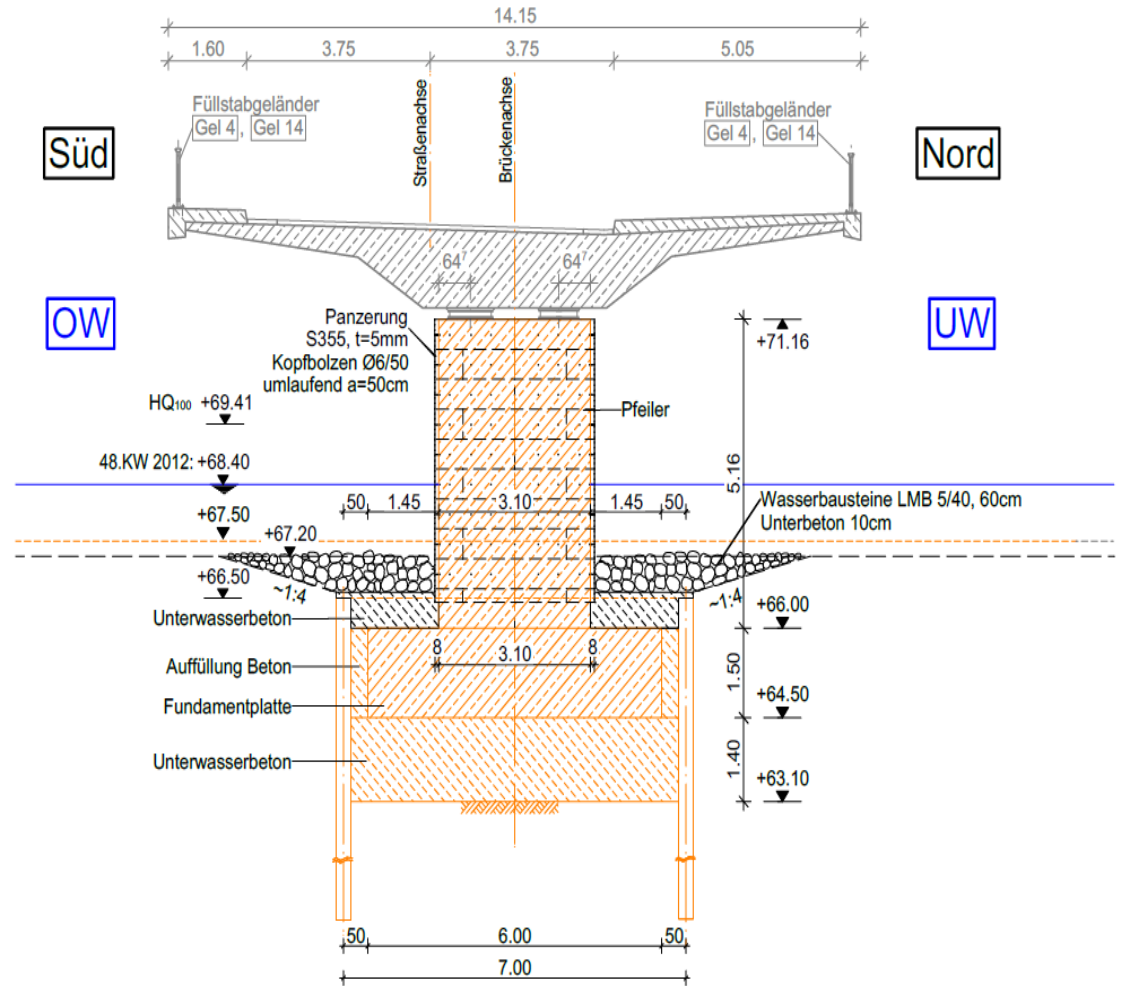 14.15
1.60
3.75
3.75
5.05
Füllstabgeländer
Gel 4, Gel 14
Straßenachse
Brückenachse
Füllstabgeländer
Gel 4, Gel 14
Süd
Nord
64⁷
64⁷
OW
UW
Panzerung
S355, t=5mm
Kopfbolzen Ø6/50
umlaufend a=50cm
+71.16
HQ₁₀₀ +69.41
Pfeiler
48.KW 2012: +68.40
5.16
50
1.45
3.10
1.45
50
Wasserbausteine LMB 5/40, 60cm
Unterbeton 10cm
+67.50
+67.20
+66.50
~1:4
~1:4
+66.00
Unterwasserbeton
8
3.10
8
Auffüllung Beton
1.50
Fundamentplatte
+64.50
Unterwasserbeton
1.40
+63.10
50
6.00
50
7.00